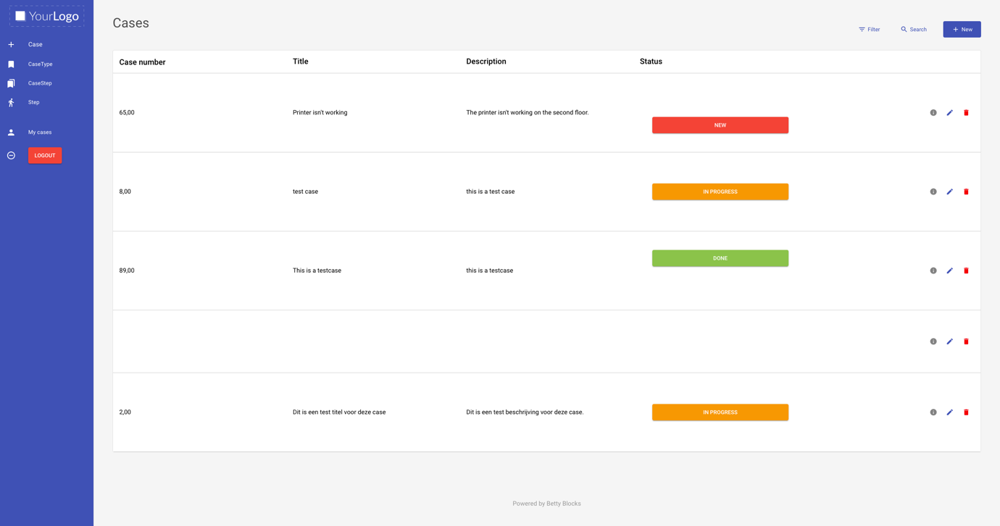 YourLogo
Case
CaseType
CaseStep
Step
My cases
LOGOUT
Cases
Filter
Search
New
Case number Title Description Status
65,00 Printer isn't working The printer isn't working on the second floor. NEW
8,00 test case this is a test case IN PROGRESS
89,00 This is a testcase this is a testcase DONE
2,00 Dit is een test titel voor deze case Dit is een test beschrijving voor deze case. IN PROGRESS
Powered by Betty Blocks